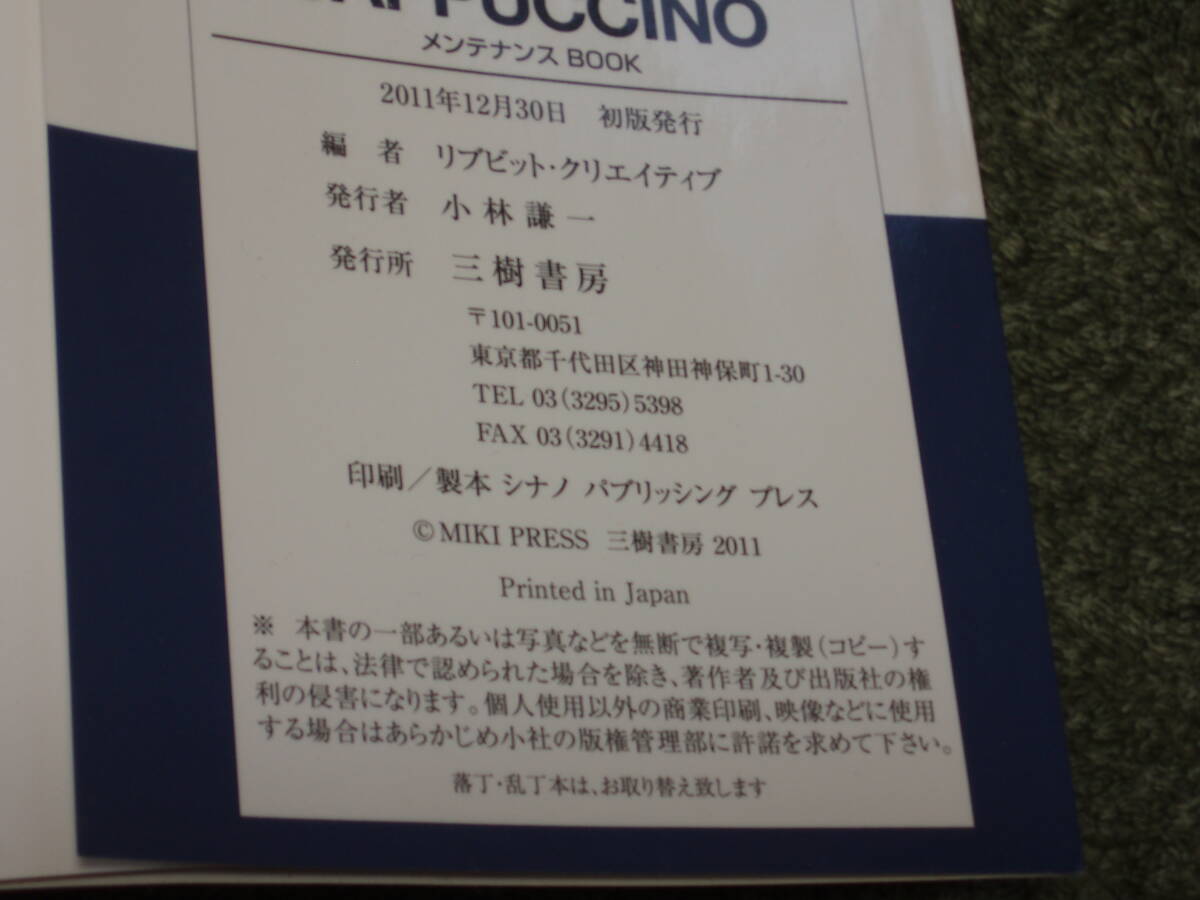 CAPPUCCINO
メンテナンス BOOK
2011年12月30日 初版発行
編 者 リブビット・クリエイティブ
発行者 小林謙一
発行所 三樹書房
〒101-0051
東京都千代田区神田神保町1-30
TEL 03(3295)5398
FAX 03(3291)4418
印刷/製本 シナノ パブリッシング プレス
©MIKI PRESS 三樹書房 2011
Printed in Japan
※ 本書の一部あるいは写真などを無断で複写・複製(コピー)す
ることは、法律で認められた場合を除き、著作者及び出版社の権
利の侵害になります。個人使用以外の商業印刷、映像などに使用
する場合はあらかじめ小社の版権管理部に許諾を求めて下さい。
落丁・乱丁本は、お取り替え致します